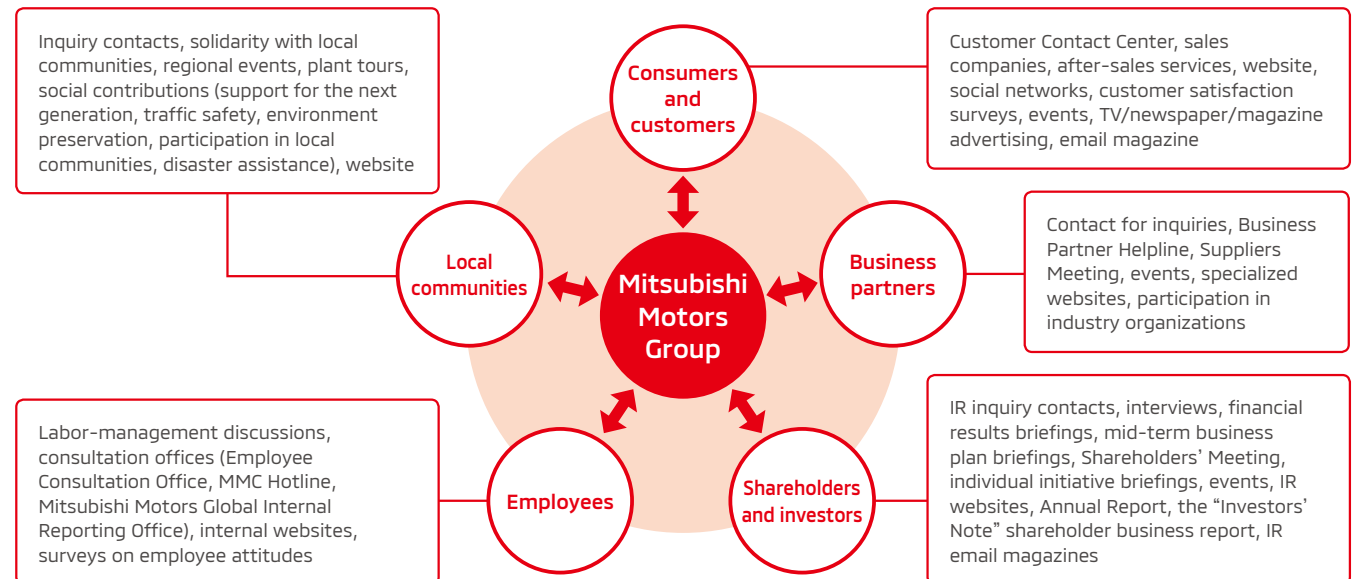 Inquiry contacts, solidarity with local
communities, regional events, plant tours,
social contributions (support for the next
generation, traffic safety, environment
preservation, participation in local
communities, disaster assistance), website
Consumers
and
customers
Customer Contact Center, sales
companies, after-sales services, website,
social networks, customer satisfaction
surveys, events, TV/newspaper/magazine
advertising, email magazine
Local
communities
Mitsubishi
Motors
Group
Business
partners
Contact for inquiries, Business
Partner Helpline, Suppliers
Meeting, events, specialized
websites, participation in
industry organizations
Labor-management discussions,
consultation offices (Employee
Consultation Office, MMC Hotline,
Mitsubishi Motors Global Internal
Reporting Office), internal websites,
surveys on employee attitudes
Employees
Shareholders
and investors
IR inquiry contacts, interviews, financial
results briefings, mid-term business
plan briefings, Shareholders’ Meeting,
individual initiative briefings, events, IR
websites, Annual Report, the “Investors’
Note” shareholder business report, IR
email magazines